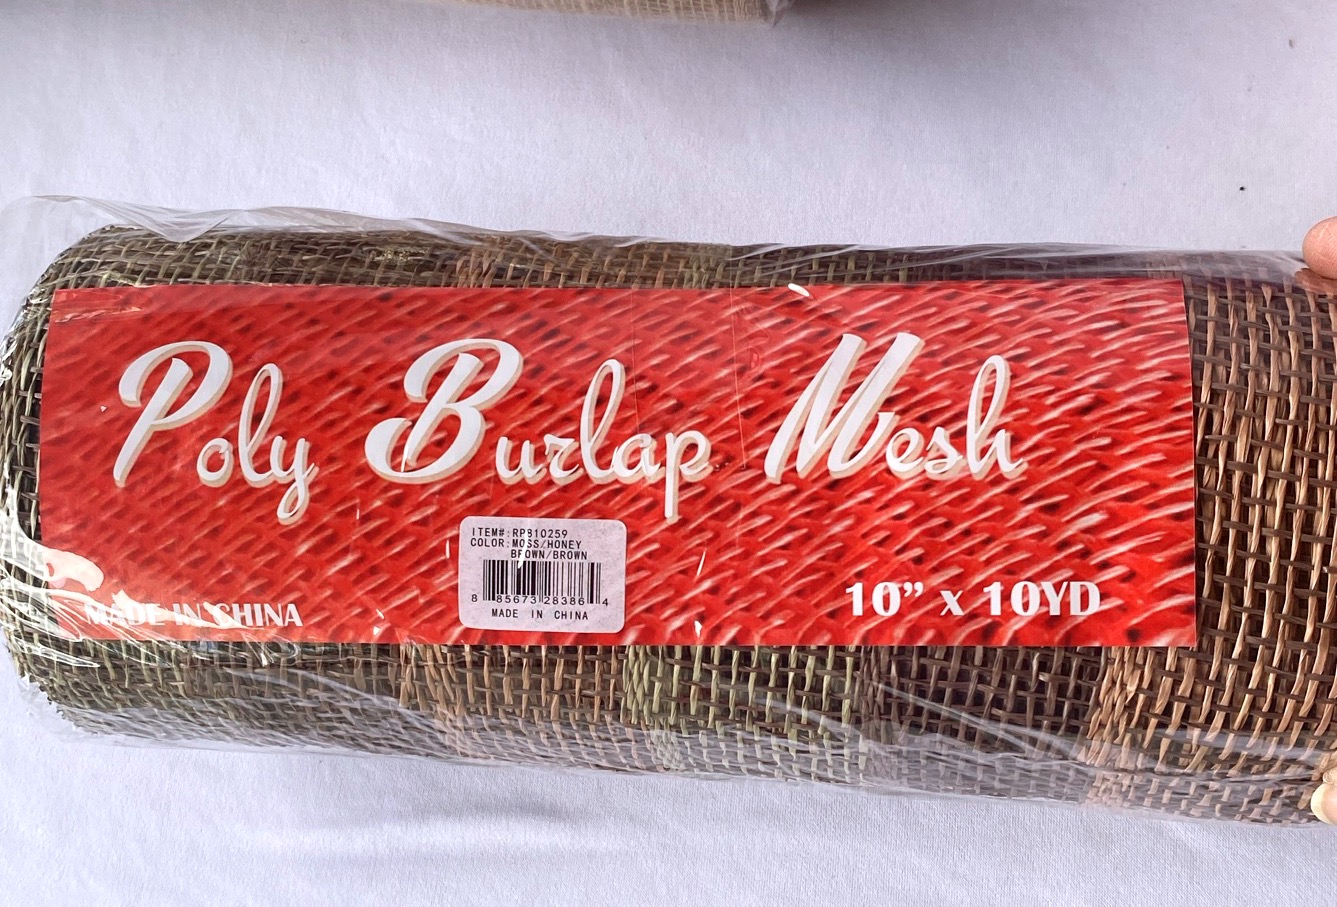 Poly Burlap Mesh
ITEM#:RP810259
COLOR:MOSS/HONEY
BROWN/BROWN
8 85673 28386 4
MADE IN CHINA
MADE IN CHINA
10” x 10YD